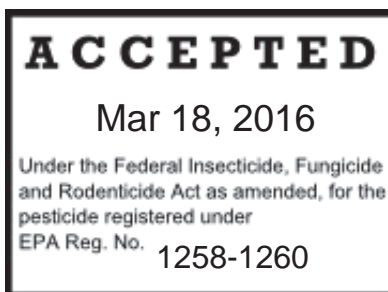 ACCEPTED
Mar 18, 2016
Under the Federal Insecticide, Fungicide
and Rodenticide Act as amended, for the
pesticide registered under
EPA Reg. No. 1258-1260